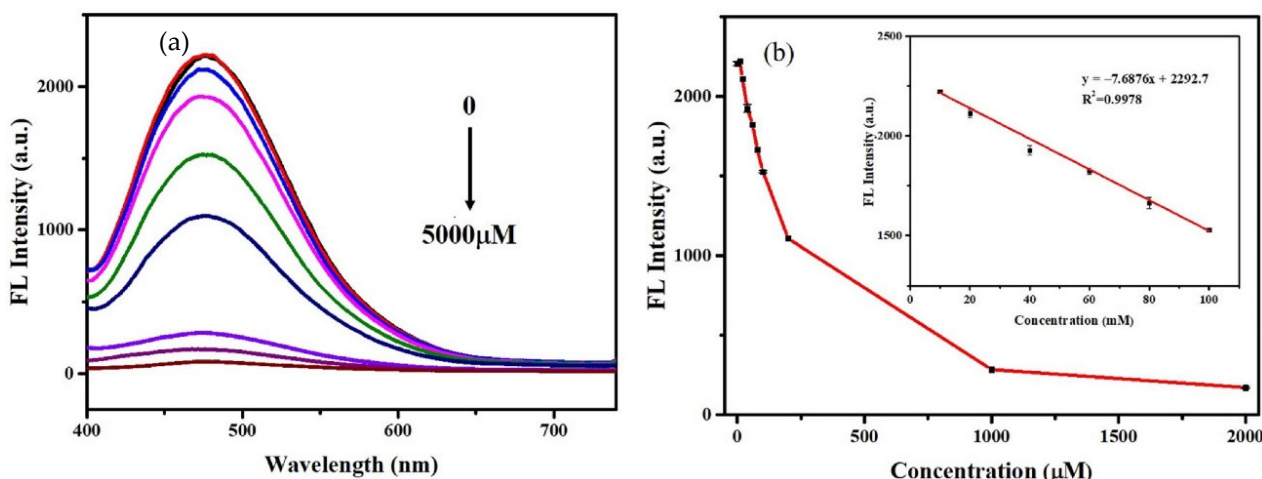 (a)
2000
1000
0
FL Intensity (a.u.)
0
5000μM
400
500
600
700
Wavelength (nm)
(b)
2000
1500
1000
500
0
FL Intensity (a.u.)
0
500
1000
1500
2000
Concentration (μM)
2500
2000
1500
FL Intensity (a.u.)
y = −7.6876x + 2292.7
R²=0.9978
0
20
40
60
80
100
Concentration (mM)